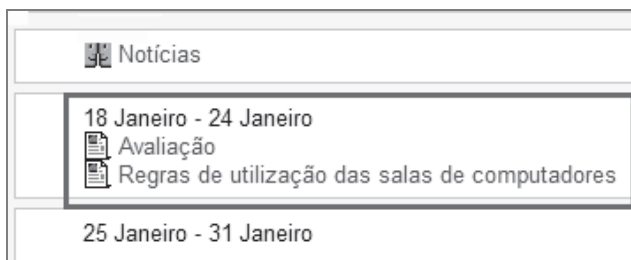 Notícias
18 Janeiro - 24 Janeiro
Avaliação
Regras de utilização das salas de computadores
25 Janeiro - 31 Janeiro